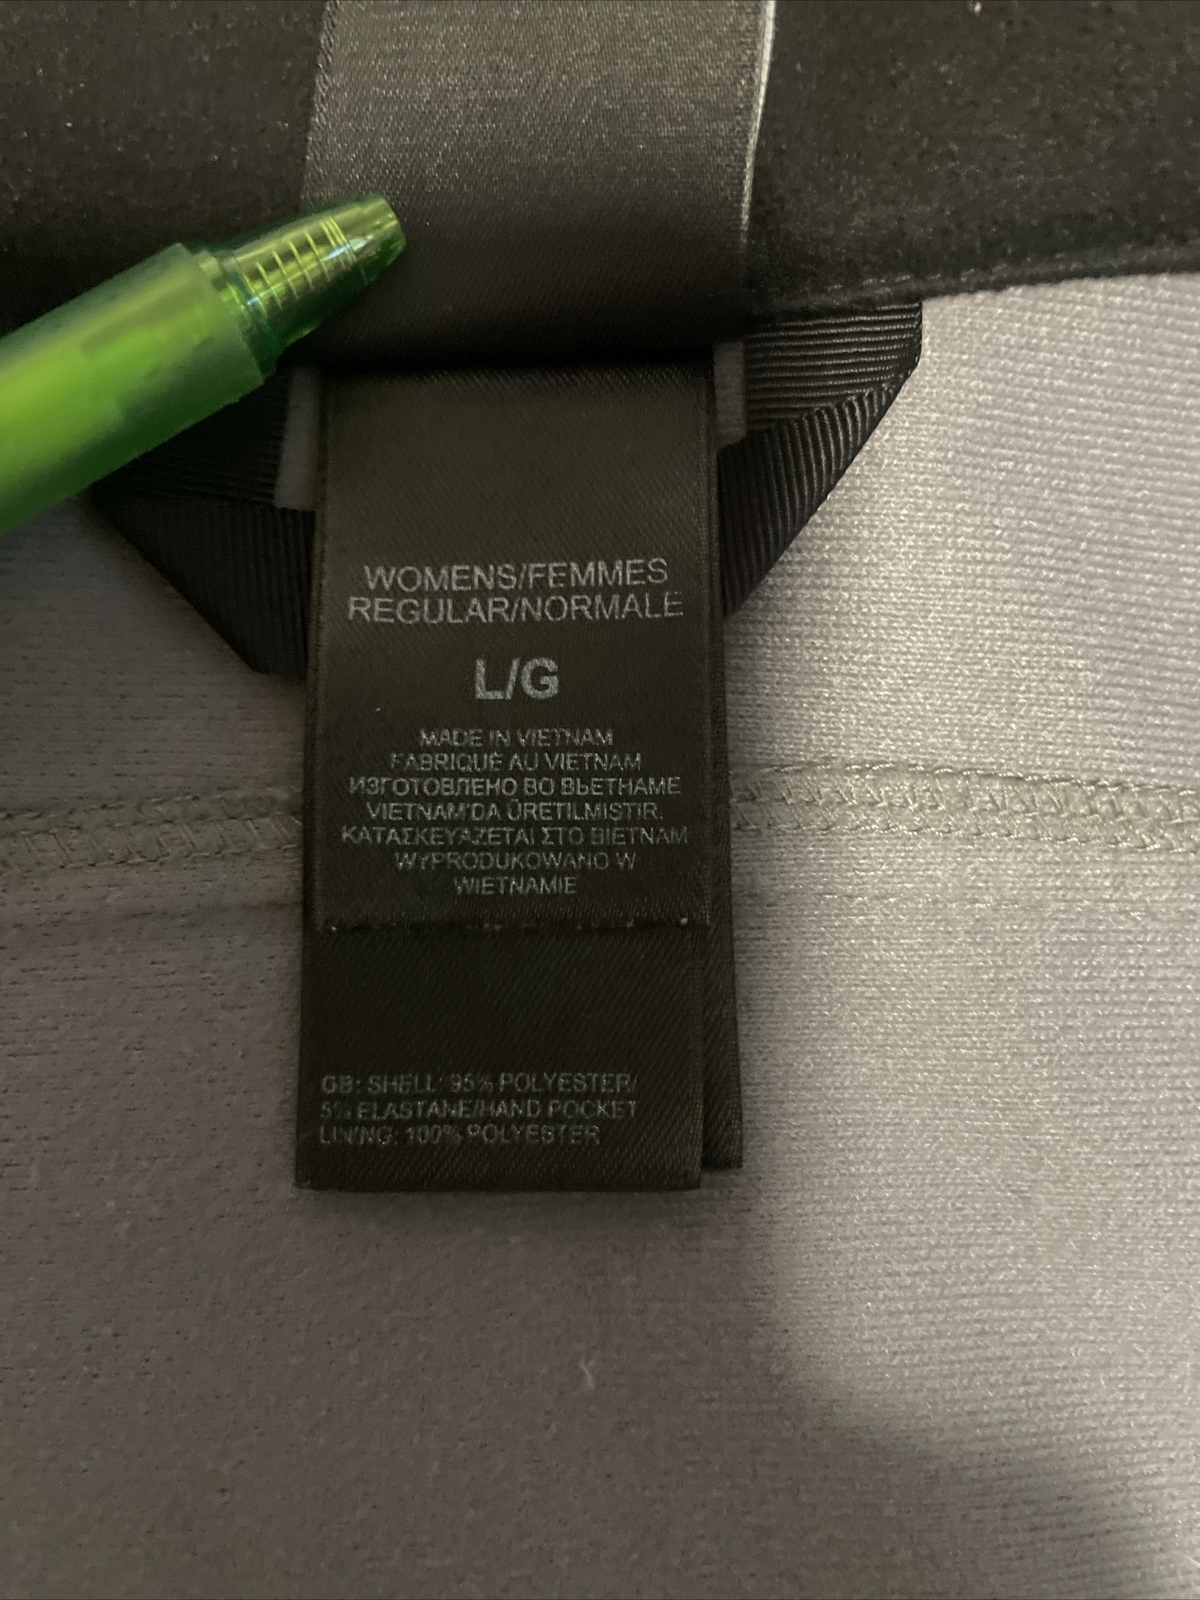 WOMENS/FEMMES
REGULAR/NORMALE
L/G
MADE IN VIETNAM
FABRIQUÉ AU VIETNAM
ИЗГОТОВЛЕНО ВО ВЬЕТНАМЕ
VIETNAM'DA ÜRETILMISTIR.
ΚΑΤΑΣΚΕΥΑΖΕΤΑΙ ΣΤΟ ΒΙΕΤΝΑΜ
WYPRODUKOWANO W
WIETNAMIE
GB: SHELL: 95% POLYESTER/
5% ELASTANE/HAND POCKET
LINING: 100% POLYESTER